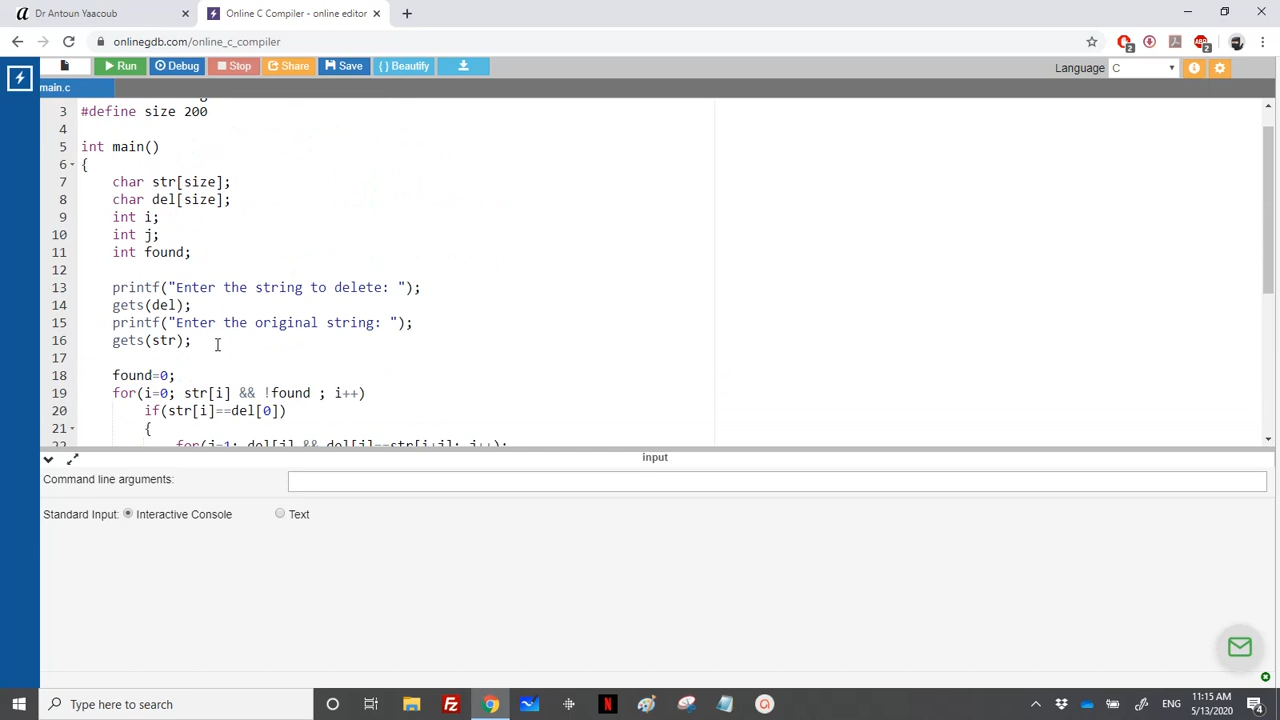 Dr Antoun Yaacoub
Online C Compiler - online editor
onlinegdb.com/online_c_compiler
Run Debug Stop Share Save { } Beautify
Language C
main.c
3 #define size 200
4
5 int main()
6 {
7 char str[size];
8 char del[size];
9 int i;
10 int j;
11 int found;
12
13 printf("Enter the string to delete: ");
14 gets(del);
15 printf("Enter the original string: ");
16 gets(str);
17
18 found=0;
19 for(i=0; str[i] && !found ; i++)
20 if(str[i]==del[0])
21 {
22 for(j=1; del[j] && del[j]==str[i+j]; j++);
input
Command line arguments:
Standard Input: Interactive Console Text
Type here to search
ENG
11:15 AM
5/13/2020